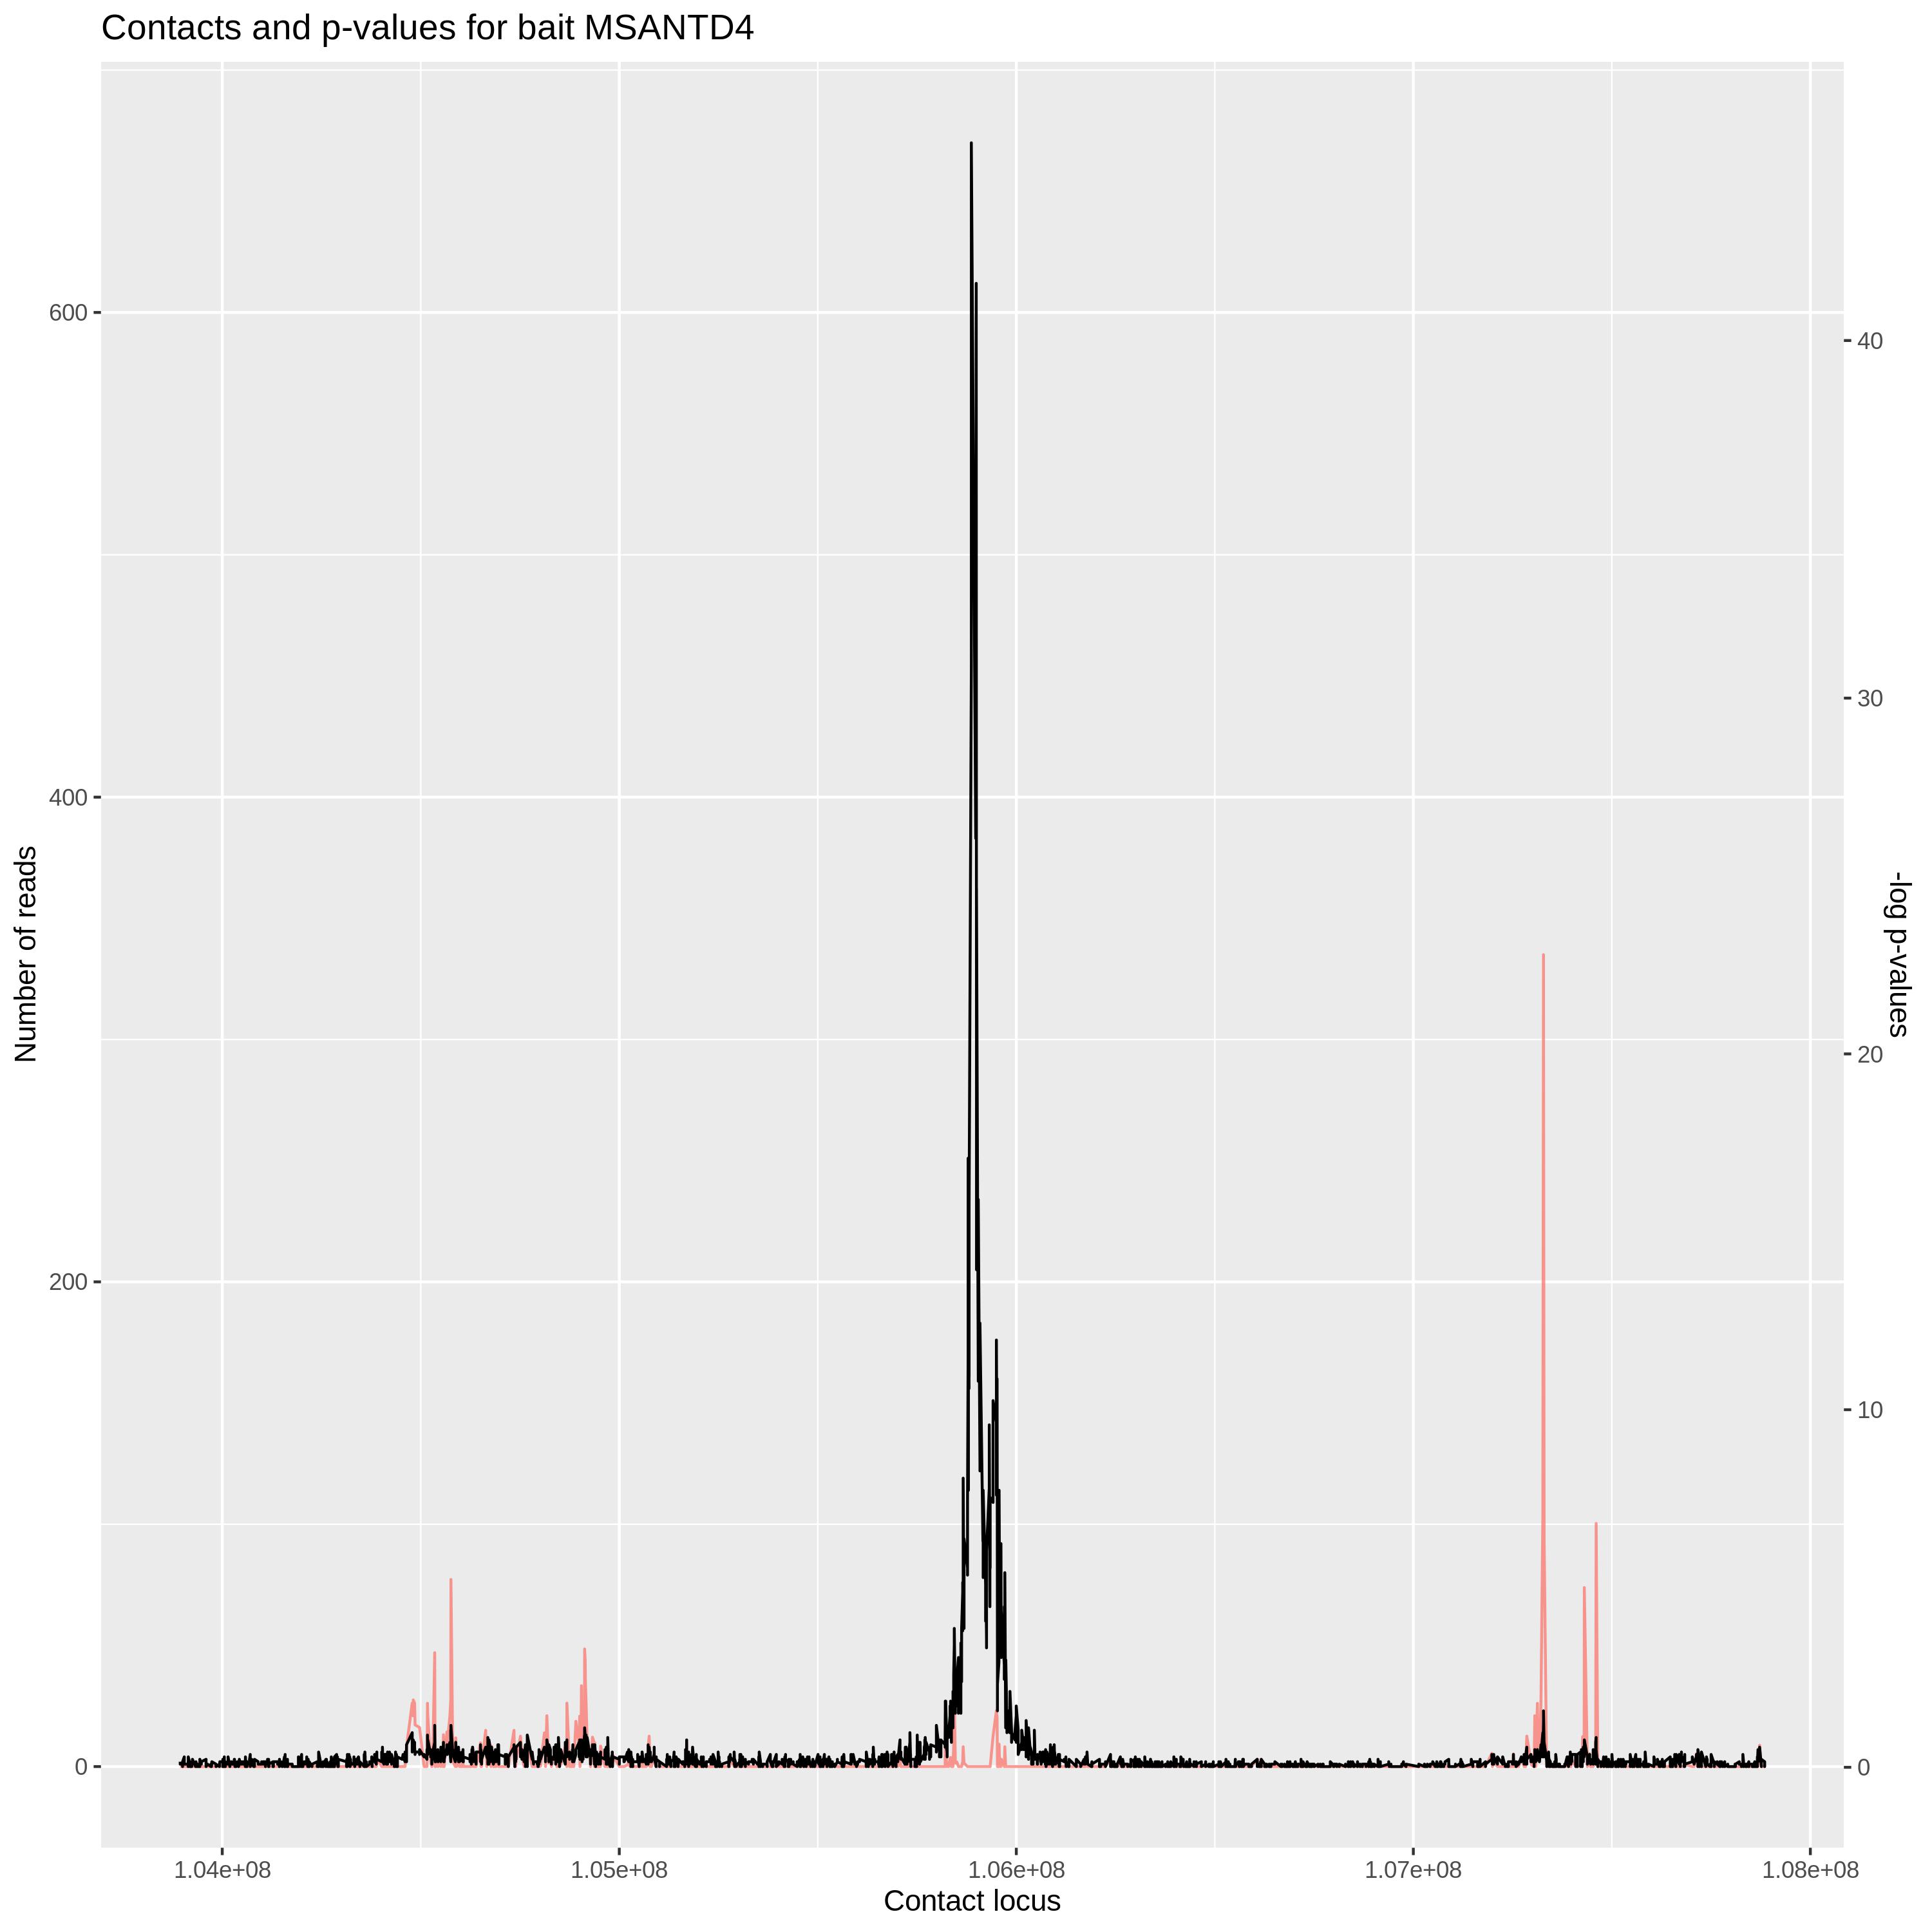 Contacts and p-values for bait MSANTD4
600
400
200
0
40
30
20
10
0
Number of reads
-log p-values
1.04e+08
1.05e+08
1.06e+08
1.07e+08
1.08e+08
Contact locus